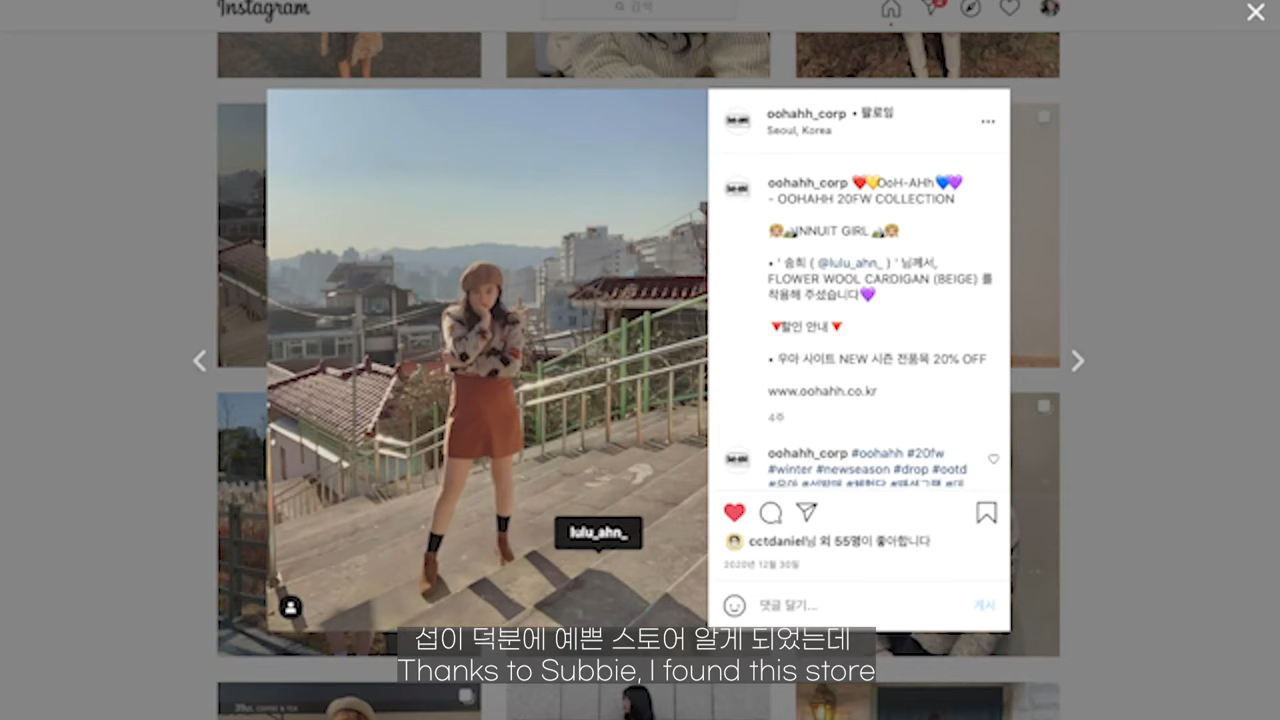 Instagram
검색
oohahh_corp • 팔로잉
Seoul, Korea
oohahh_corp ❤️💛OoH-AHh💙💜
- OOHAHH 20FW COLLECTION
INNUIT GIRL
• ' 송희 ( @lulu_ahn_ ) ' 님께서,
FLOWER WOOL CARDIGAN (BEIGE) 를
착용해 주셨습니다💜
🔻할인 안내🔻
• 우아 사이트 NEW 시즌 전품목 20% OFF
www.oohahh.co.kr
4주
oohahh_corp #oohahh #20fw
#winter #newseason #drop #ootd
lulu_ahn_
cctdaniel님 외 55명이 좋아합니다
2020년 12월 30일
댓글 달기...
게시
섭이 덕분에 예쁜 스토어 알게 되었는데
Thanks to Subbie, I found this store